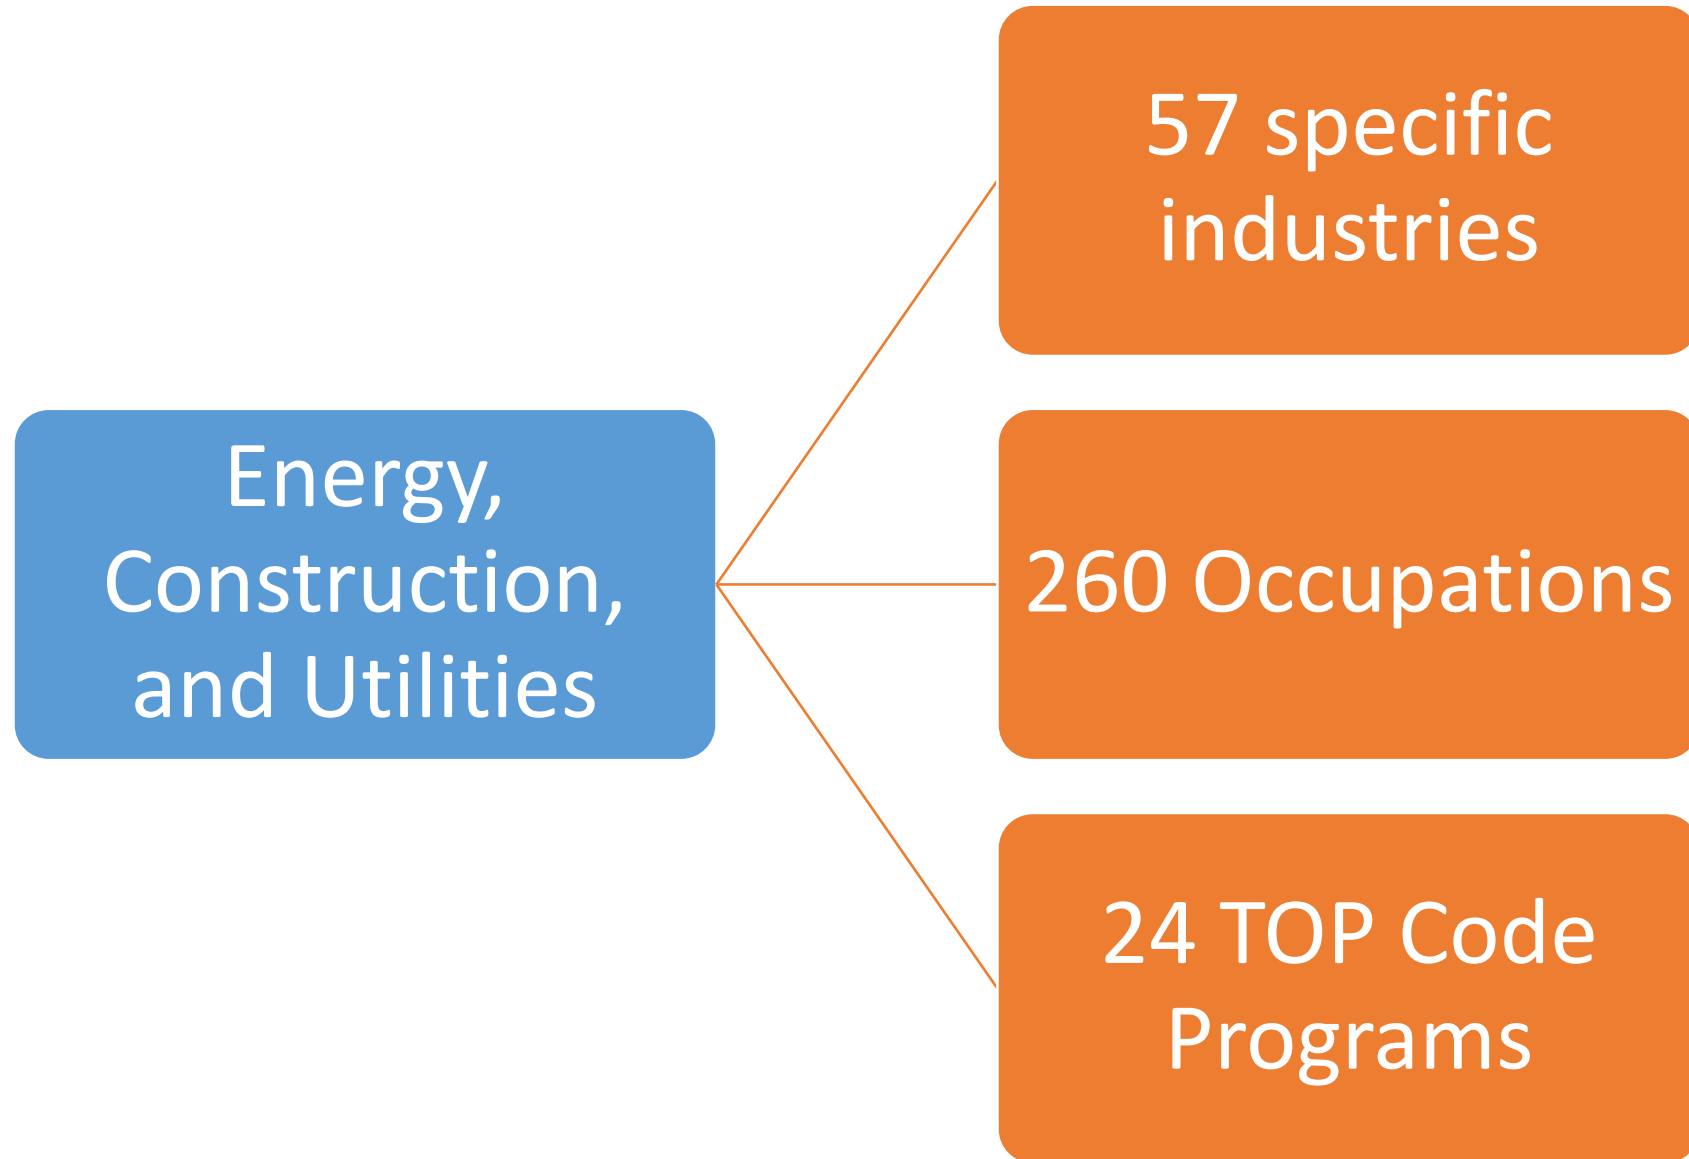 57 specific
industries
Energy,
Construction,
and Utilities
260 Occupations
24 TOP Code
Programs